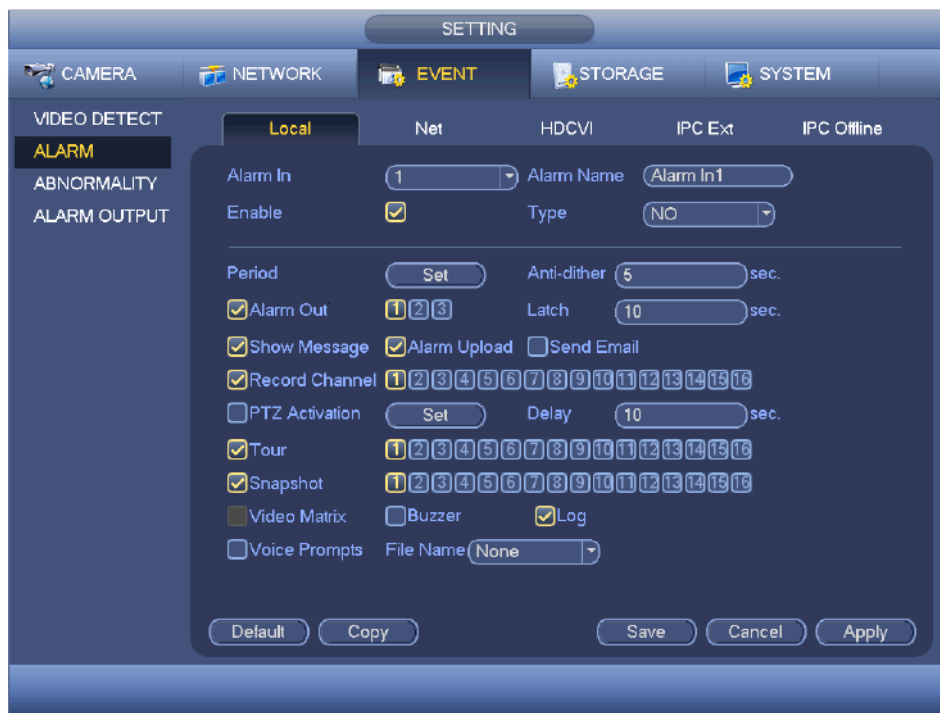 SETTING
CAMERA NETWORK EVENT STORAGE SYSTEM
VIDEO DETECT
ALARM
ABNORMALITY
ALARM OUTPUT
Local Net HDCVI IPC Ext IPC Offline
Alarm In 1 Alarm Name Alarm In1
Enable Type NO
Period Set Anti-dither 5 sec.
Alarm Out 1 2 3 Latch 10 sec.
Show Message Alarm Upload Send Email
Record Channel 1 2 3 4 5 6 7 8 9 10 11 12 13 14 15 16
PTZ Activation Set Delay 10 sec.
Tour 1 2 3 4 5 6 7 8 9 10 11 12 13 14 15 16
Snapshot 1 2 3 4 5 6 7 8 9 10 11 12 13 14 15 16
Video Matrix Buzzer Log
Voice Prompts File Name None
Default Copy Save Cancel Apply